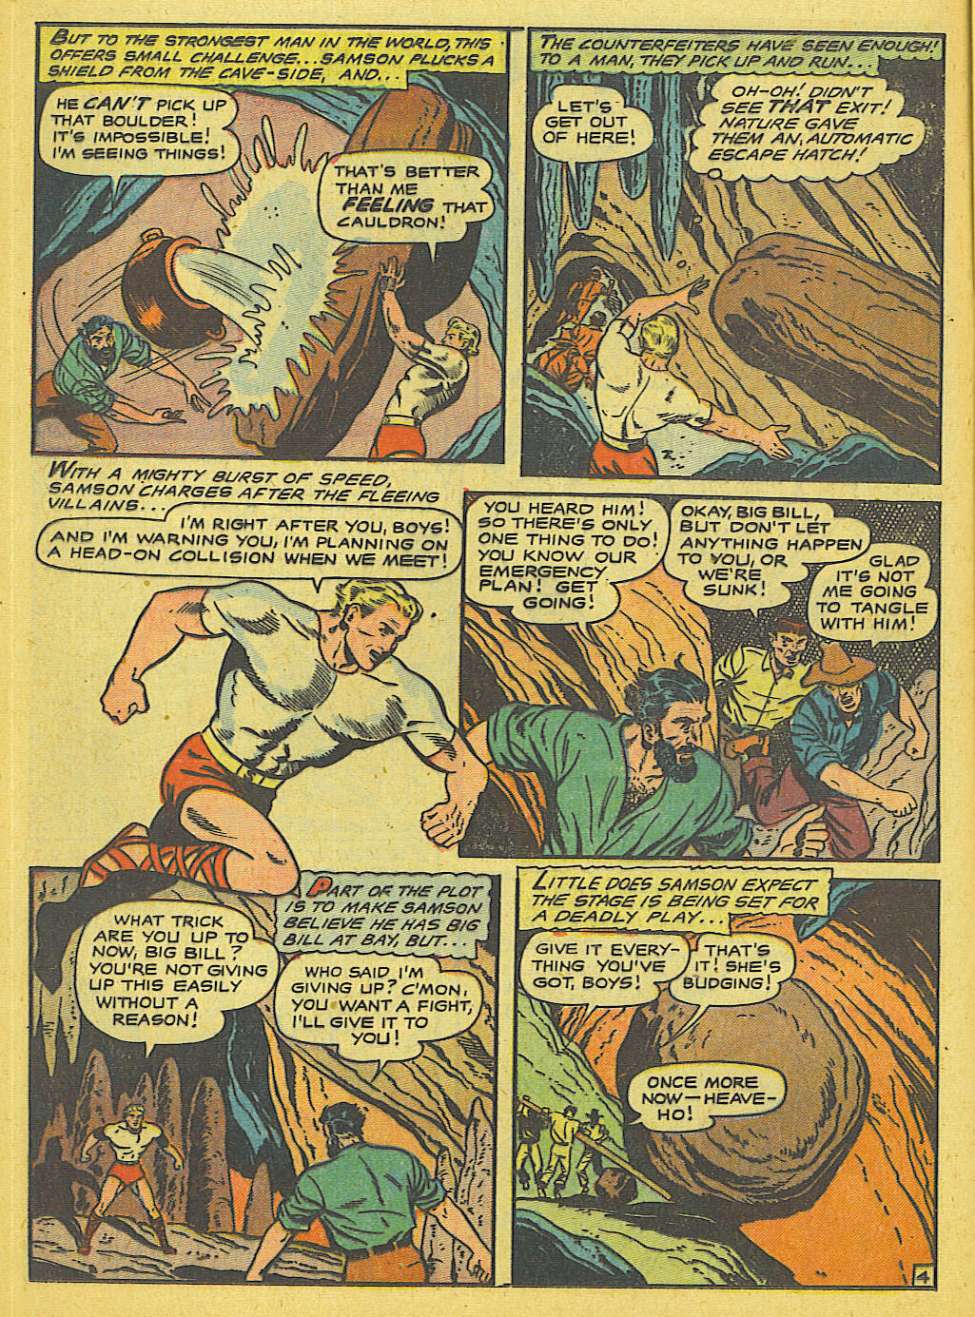 BUT TO THE STRONGEST MAN IN THE WORLD, THIS
OFFERS SMALL CHALLENGE... SAMSON PLUCKS A
SHIELD FROM THE CAVE-SIDE, AND...
HE CAN'T PICK UP
THAT BOULDER!
IT'S IMPOSSIBLE!
I'M SEEING THINGS!
THAT'S BETTER
THAN ME
FEELING THAT
CAULDRON!
THE COUNTERFEITERS HAVE SEEN ENOUGH!
TO A MAN, THEY PICK UP AND RUN...
LET'S
GET OUT
OF HERE!
OH-OH! DIDN'T
SEE THAT EXIT!
NATURE GAVE
THEM AN AUTOMATIC
ESCAPE HATCH!
WITH A MIGHTY BURST OF SPEED,
SAMSON CHARGES AFTER THE FLEEING
VILLAINS...
I'M RIGHT AFTER YOU, BOYS!
AND I'M WARNING YOU, I'M PLANNING ON
A HEAD-ON COLLISION WHEN WE MEET!
YOU HEARD HIM!
SO THERE'S ONLY
ONE THING TO DO!
YOU KNOW OUR
EMERGENCY
PLAN! GET
GOING!
OKAY, BIG BILL,
BUT DON'T LET
ANYTHING HAPPEN
TO YOU, OR
WE'RE
SUNK!
GLAD
IT'S NOT
ME GOING
TO TANGLE
WITH HIM!
PART OF THE PLOT
IS TO MAKE SAMSON
BELIEVE HE HAS BIG
BILL AT BAY, BUT...
WHAT TRICK
ARE YOU UP TO
NOW, BIG BILL?
YOU'RE NOT GIVING
UP THIS EASILY
WITHOUT A
REASON!
WHO SAID I'M
GIVING UP? C'MON,
YOU WANT A FIGHT,
I'LL GIVE IT TO
YOU!
LITTLE DOES SAMSON EXPECT
THE STAGE IS BEING SET FOR
A DEADLY PLAY...
GIVE IT EVERY-
THING YOU'VE
GOT, BOYS!
THAT'S
IT! SHE'S
BUDGING!
ONCE MORE
NOW—HEAVE-
HO!
4